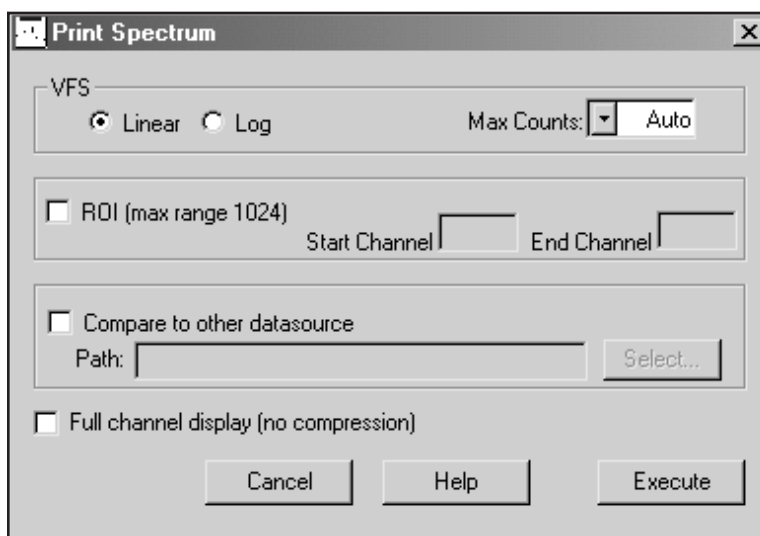 Print Spectrum
VFS
Linear Log Max Counts: Auto
ROI (max range 1024)
Start Channel End Channel
Compare to other datasource
Path: Select...
Full channel display (no compression)
Cancel Help Execute